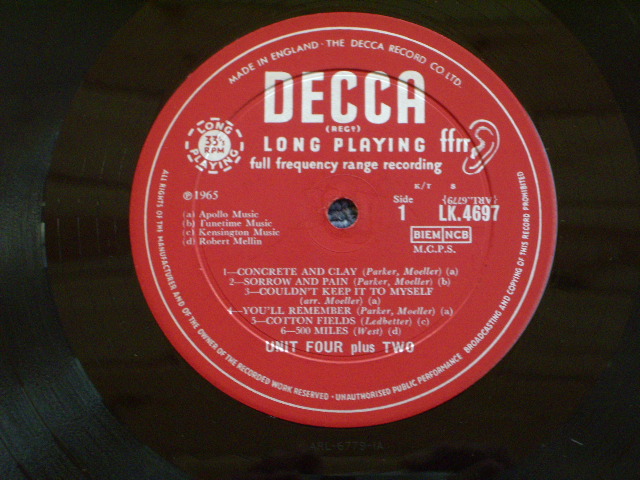 MADE IN ENGLAND · THE DECCA RECORD CO LTD.
DECCA
(REGD)
LONG PLAYING ffrr
full frequency range recording
LONG PLAYING
33⅓
RPM
K/T S
℗1965
Side
1
(ARL.6779)
LK.4697
(a) Apollo Music
(b) Tunetime Music
(c) Kensington Music
(d) Robert Mellin
BIEM NCB
M.C.P.S.
1—CONCRETE AND CLAY (Parker, Moeller) (a)
2—SORROW AND PAIN (Parker, Moeller) (b)
3—COULDN'T KEEP IT TO MYSELF
(arr. Moeller) (a)
4—YOU'LL REMEMBER (Parker, Moeller) (a)
5—COTTON FIELDS (Ledbetter) (c)
6—500 MILES (West) (d)
UNIT FOUR plus TWO
ALL RIGHTS OF THE MANUFACTURER AND OF THE OWNER OF THE RECORDED WORK RESERVED · UNAUTHORISED PUBLIC PERFORMANCE BROADCASTING AND COPYING OF THIS RECORD PROHIBITED
ARL-6779-1A